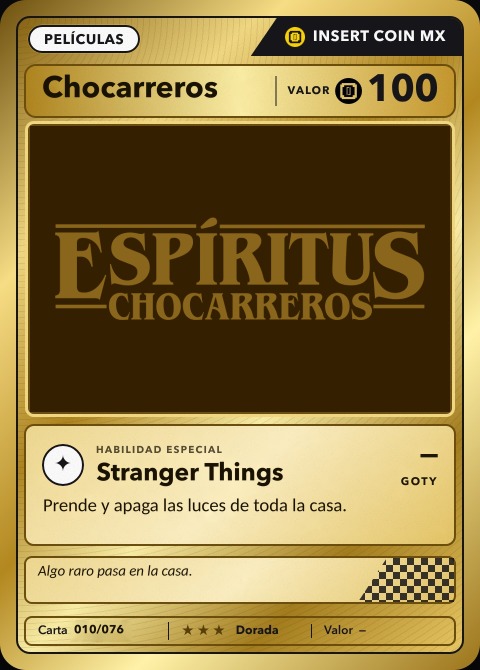 PELÍCULAS
INSERT COIN MX
Chocarreros
VALOR 100
ESPÍRITUS
CHOCARREROS
HABILIDAD ESPECIAL
Stranger Things
—
GOTY
Prende y apaga las luces de toda la casa.
Algo raro pasa en la casa.
Carta 010/076 ★ ★ ★ Dorada Valor —